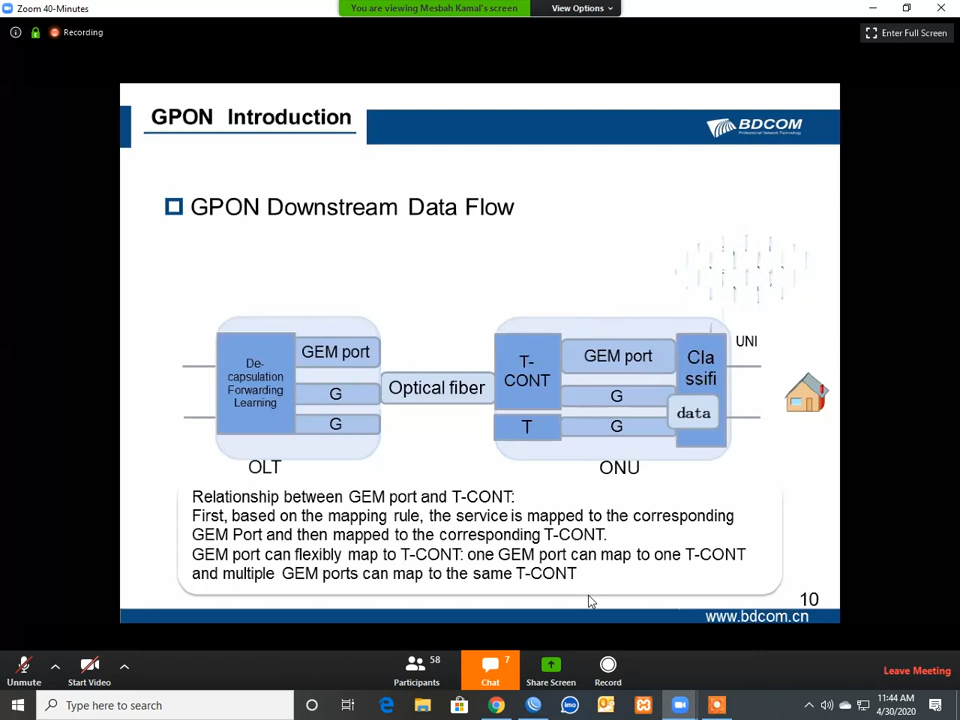 Zoom 40-Minutes
You are viewing Mesbah Kamal's screen
View Options
Recording
Enter Full Screen
GPON Introduction
BDCOM
Professional Network Technology
GPON Downstream Data Flow
De-
capsulation
Forwarding
Learning
GEM port
G
G
OLT
Optical fiber
T-
CONT
T
GEM port
G
G
Cla
ssifi
data
UNI
ONU
Relationship between GEM port and T-CONT:
First, based on the mapping rule, the service is mapped to the corresponding
GEM Port and then mapped to the corresponding T-CONT.
GEM port can flexibly map to T-CONT: one GEM port can map to one T-CONT
and multiple GEM ports can map to the same T-CONT
10
www.bdcom.cn
Unmute
Start Video
58
Participants
7
Chat
Share Screen
Record
Leave Meeting
Type here to search
imo
11:44 AM
4/30/2020